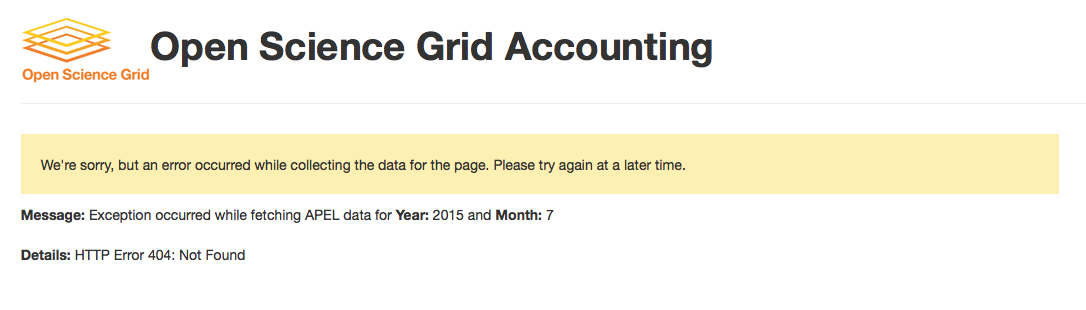 Open Science Grid Accounting
Open Science Grid
We're sorry, but an error occurred while collecting the data for the page. Please try again at a later time.
Message: Exception occurred while fetching APEL data for Year: 2015 and Month: 7
Details: HTTP Error 404: Not Found